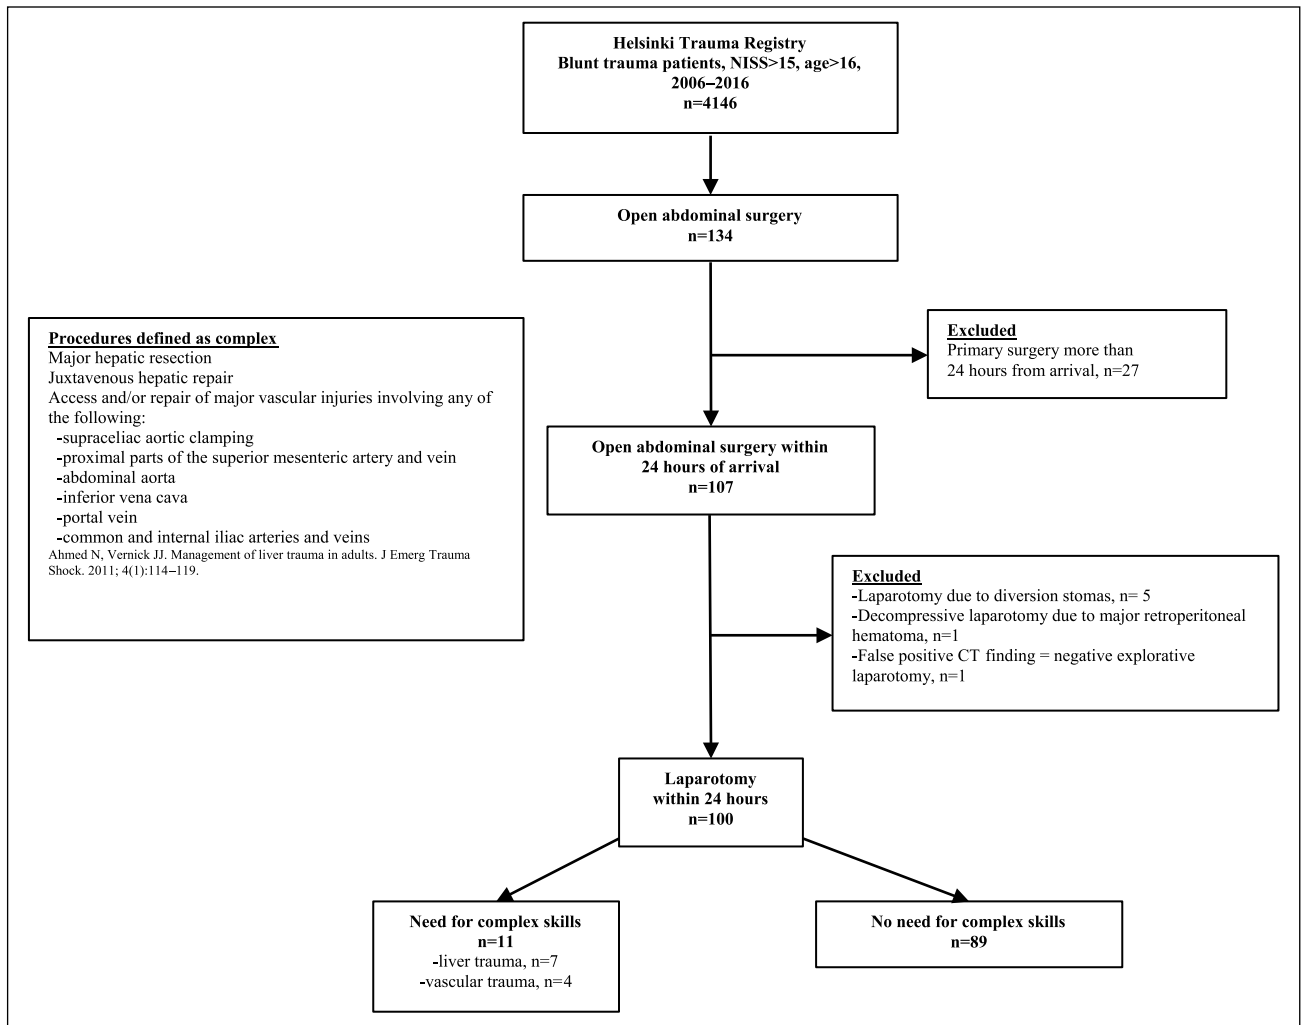 Helsinki Trauma Registry
Blunt trauma patients, NISS>15, age>16,
2006–2016
n=4146
Open abdominal surgery
n=134
Excluded
Primary surgery more than
24 hours from arrival, n=27
Procedures defined as complex
Major hepatic resection
Juxtavenous hepatic repair
Access and/or repair of major vascular injuries involving any of
the following:
-supraceliac aortic clamping
-proximal parts of the superior mesenteric artery and vein
-abdominal aorta
-inferior vena cava
-portal vein
-common and internal iliac arteries and veins
Ahmed N, Vernick JJ. Management of liver trauma in adults. J Emerg Trauma
Shock. 2011; 4(1):114–119.
Open abdominal surgery within
24 hours of arrival
n=107
Excluded
-Laparotomy due to diversion stomas, n= 5
-Decompressive laparotomy due to major retroperitoneal
hematoma, n=1
-False positive CT finding = negative explorative
laparotomy, n=1
Laparotomy
within 24 hours
n=100
Need for complex skills
n=11
-liver trauma, n=7
-vascular trauma, n=4
No need for complex skills
n=89